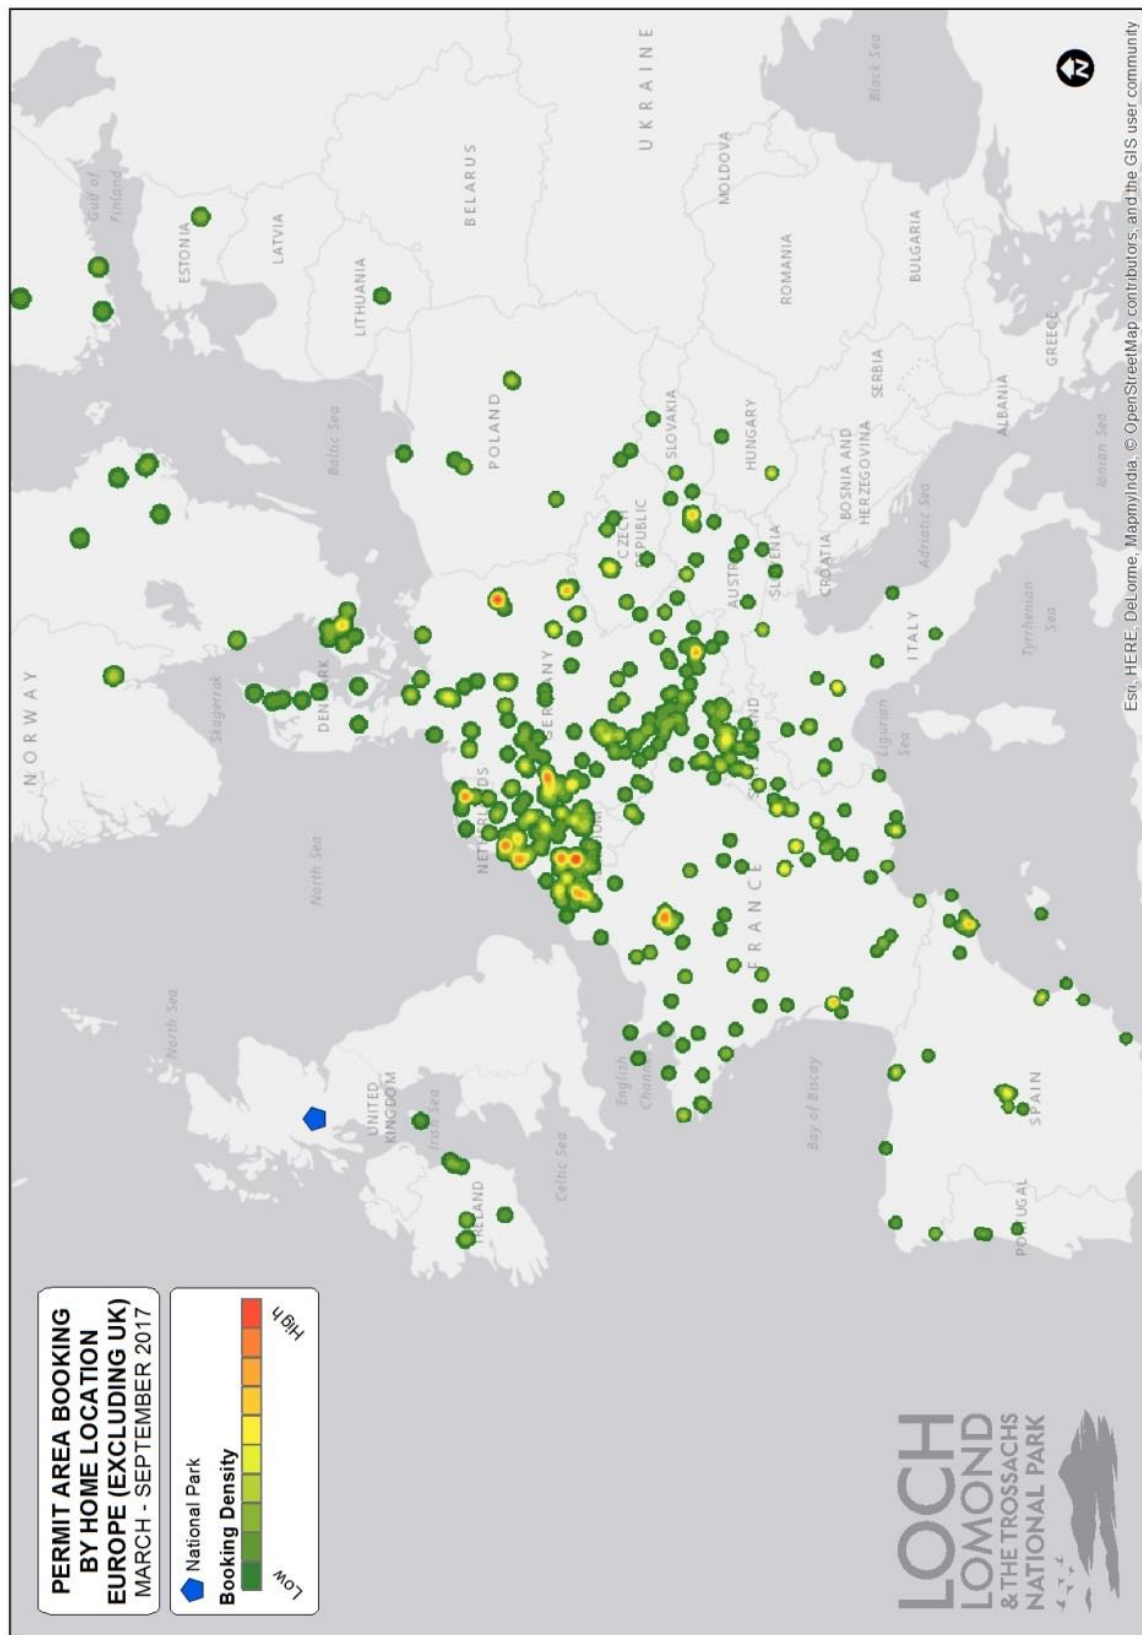 PERMIT AREA BOOKING
BY HOME LOCATION
EUROPE (EXCLUDING UK)
MARCH - SEPTEMBER 2017
National Park
Booking Density
Low
High
NORWAY
Gulf of
Finland
ESTONIA
LATVIA
LITHUANIA
BELARUS
Baltic Sea
Skagerrak
North Sea
DENMARK
North Sea
UNITED
KINGDOM
Irish Sea
IRELAND
Celtic Sea
English
Channel
NETHERLANDS
GERMANY
POLAND
UKRAINE
CZECH
REPUBLIC
SLOVAKIA
MOLDOVA
HUNGARY
ROMANIA
FRANCE
Bay of Biscay
SLOVENIA
CROATIA
BOSNIA AND
HERZEGOVINA
SERBIA
BULGARIA
Black Sea
ITALY
Adriatic Sea
Ligurian
Sea
Tyrrhenian
Sea
ALBANIA
GREECE
Ionian Sea
SPAIN
PORTUGAL
N
LOCH
LOMOND
& THE TROSSACHS
NATIONAL PARK
Esri, HERE, DeLorme, MapmyIndia, © OpenStreetMap contributors, and the GIS user community